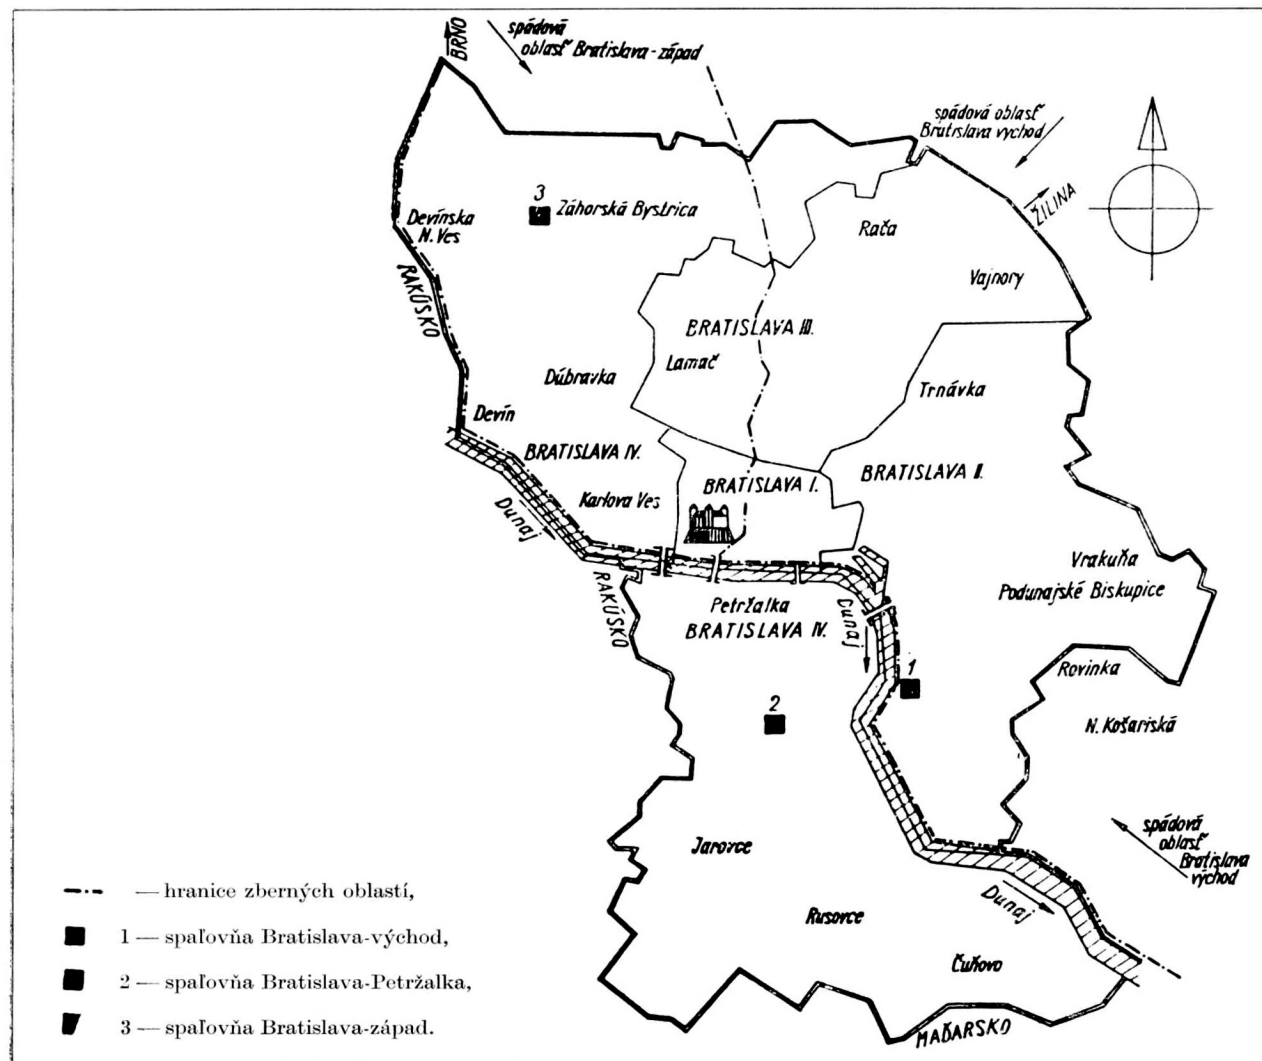 BRNO
spádová
oblasť Bratislava-západ
spádová oblasť
Bratislava východ
ŽILINA
3
Záhorská Bystrica
Devínska
N. Ves
Rača
Vajnory
RAKÚSKO
BRATISLAVA III.
Lamač
Dúbravka
Trnávka
Devín
BRATISLAVA IV.
BRATISLAVA I.
BRATISLAVA II.
Karlova Ves
Dunaj
Vrakuňa
Podunajské Biskupice
RAKÚSKO
Petržalka
BRATISLAVA IV.
Dunaj
1
Rovinka
2
N. Košariská
Jarovce
spádová
oblasť
Bratislava
východ
Dunaj
Rusovce
Čuňovo
MAĎARSKO
— hranice zberných oblastí,
1 — spaľovňa Bratislava-východ,
2 — spaľovňa Bratislava-Petržalka,
3 — spaľovňa Bratislava-západ.